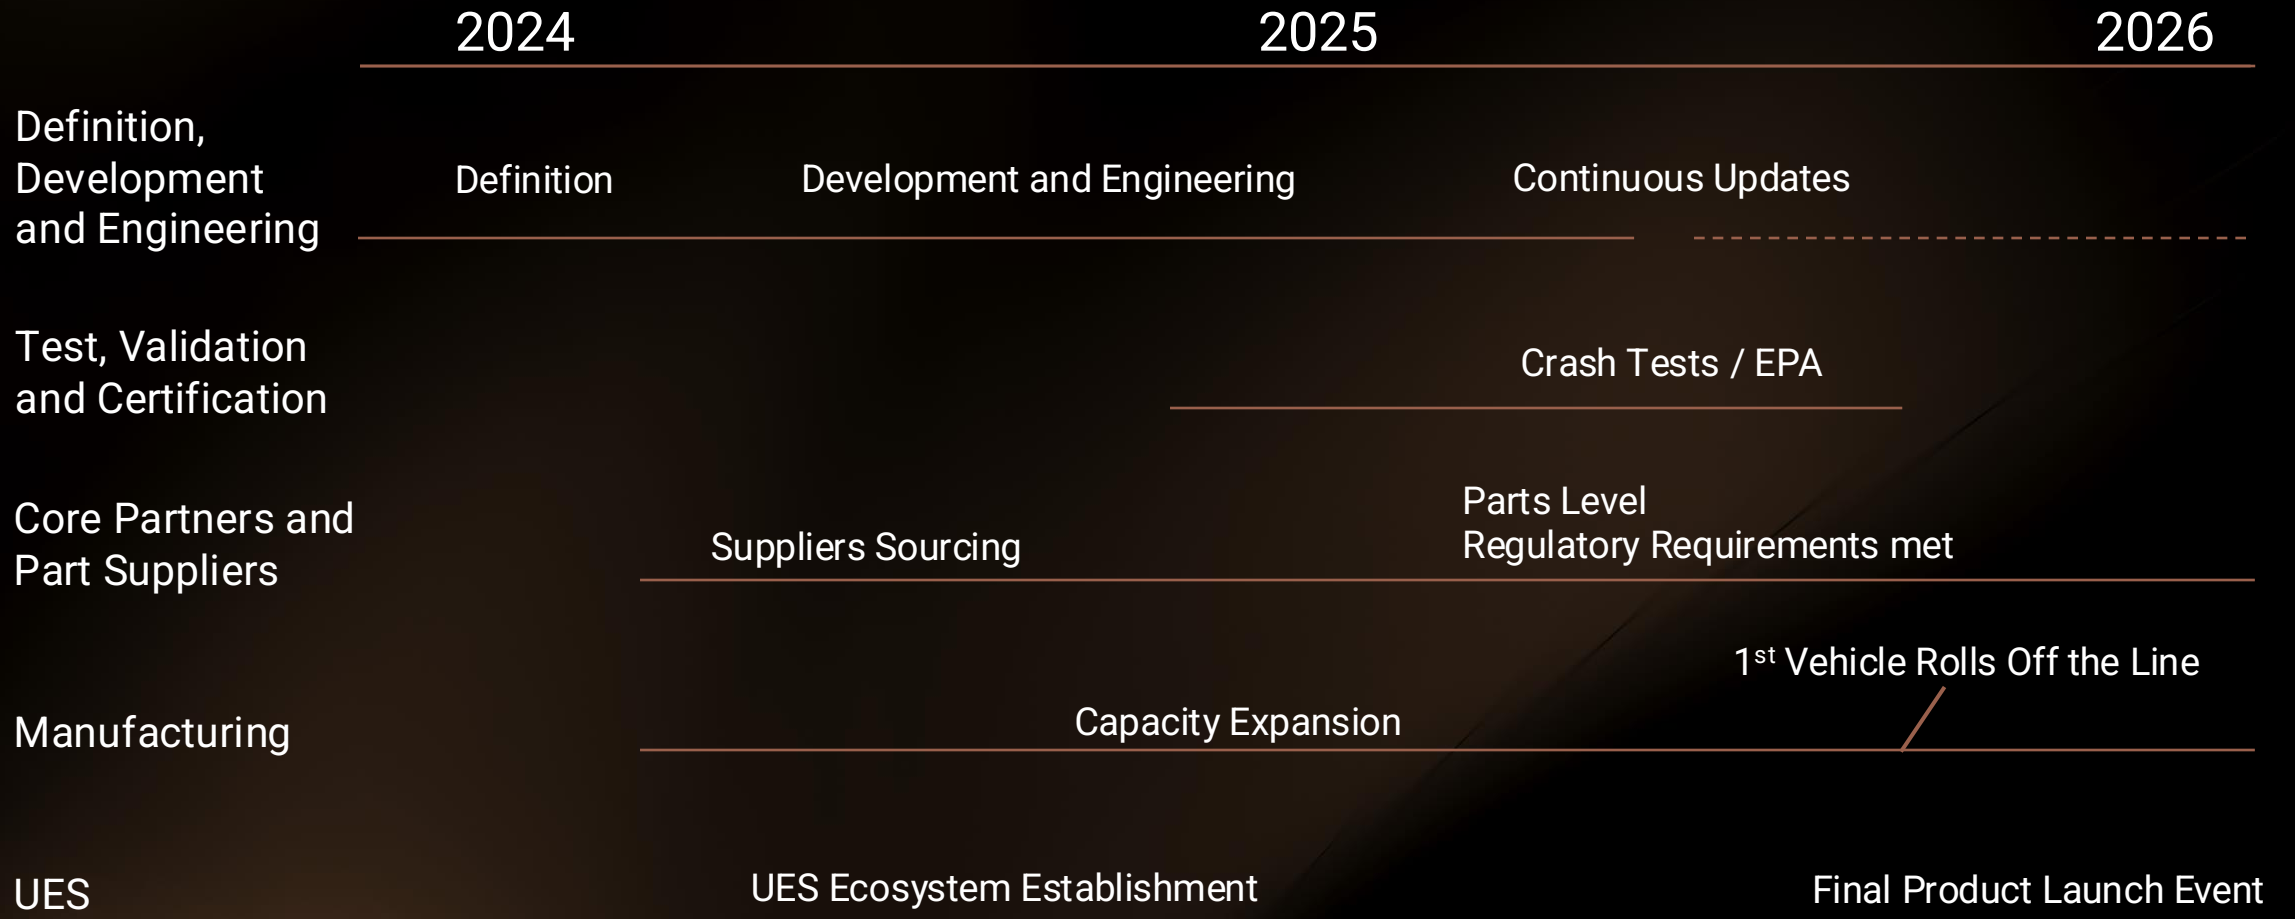 2024 2025 2026
Definition,
Development
and Engineering
Definition Development and Engineering Continuous Updates
Test, Validation
and Certification
Crash Tests / EPA
Core Partners and
Part Suppliers
Suppliers Sourcing
Parts Level
Regulatory Requirements met
Manufacturing
Capacity Expansion
1st Vehicle Rolls Off the Line
UES
UES Ecosystem Establishment
Final Product Launch Event